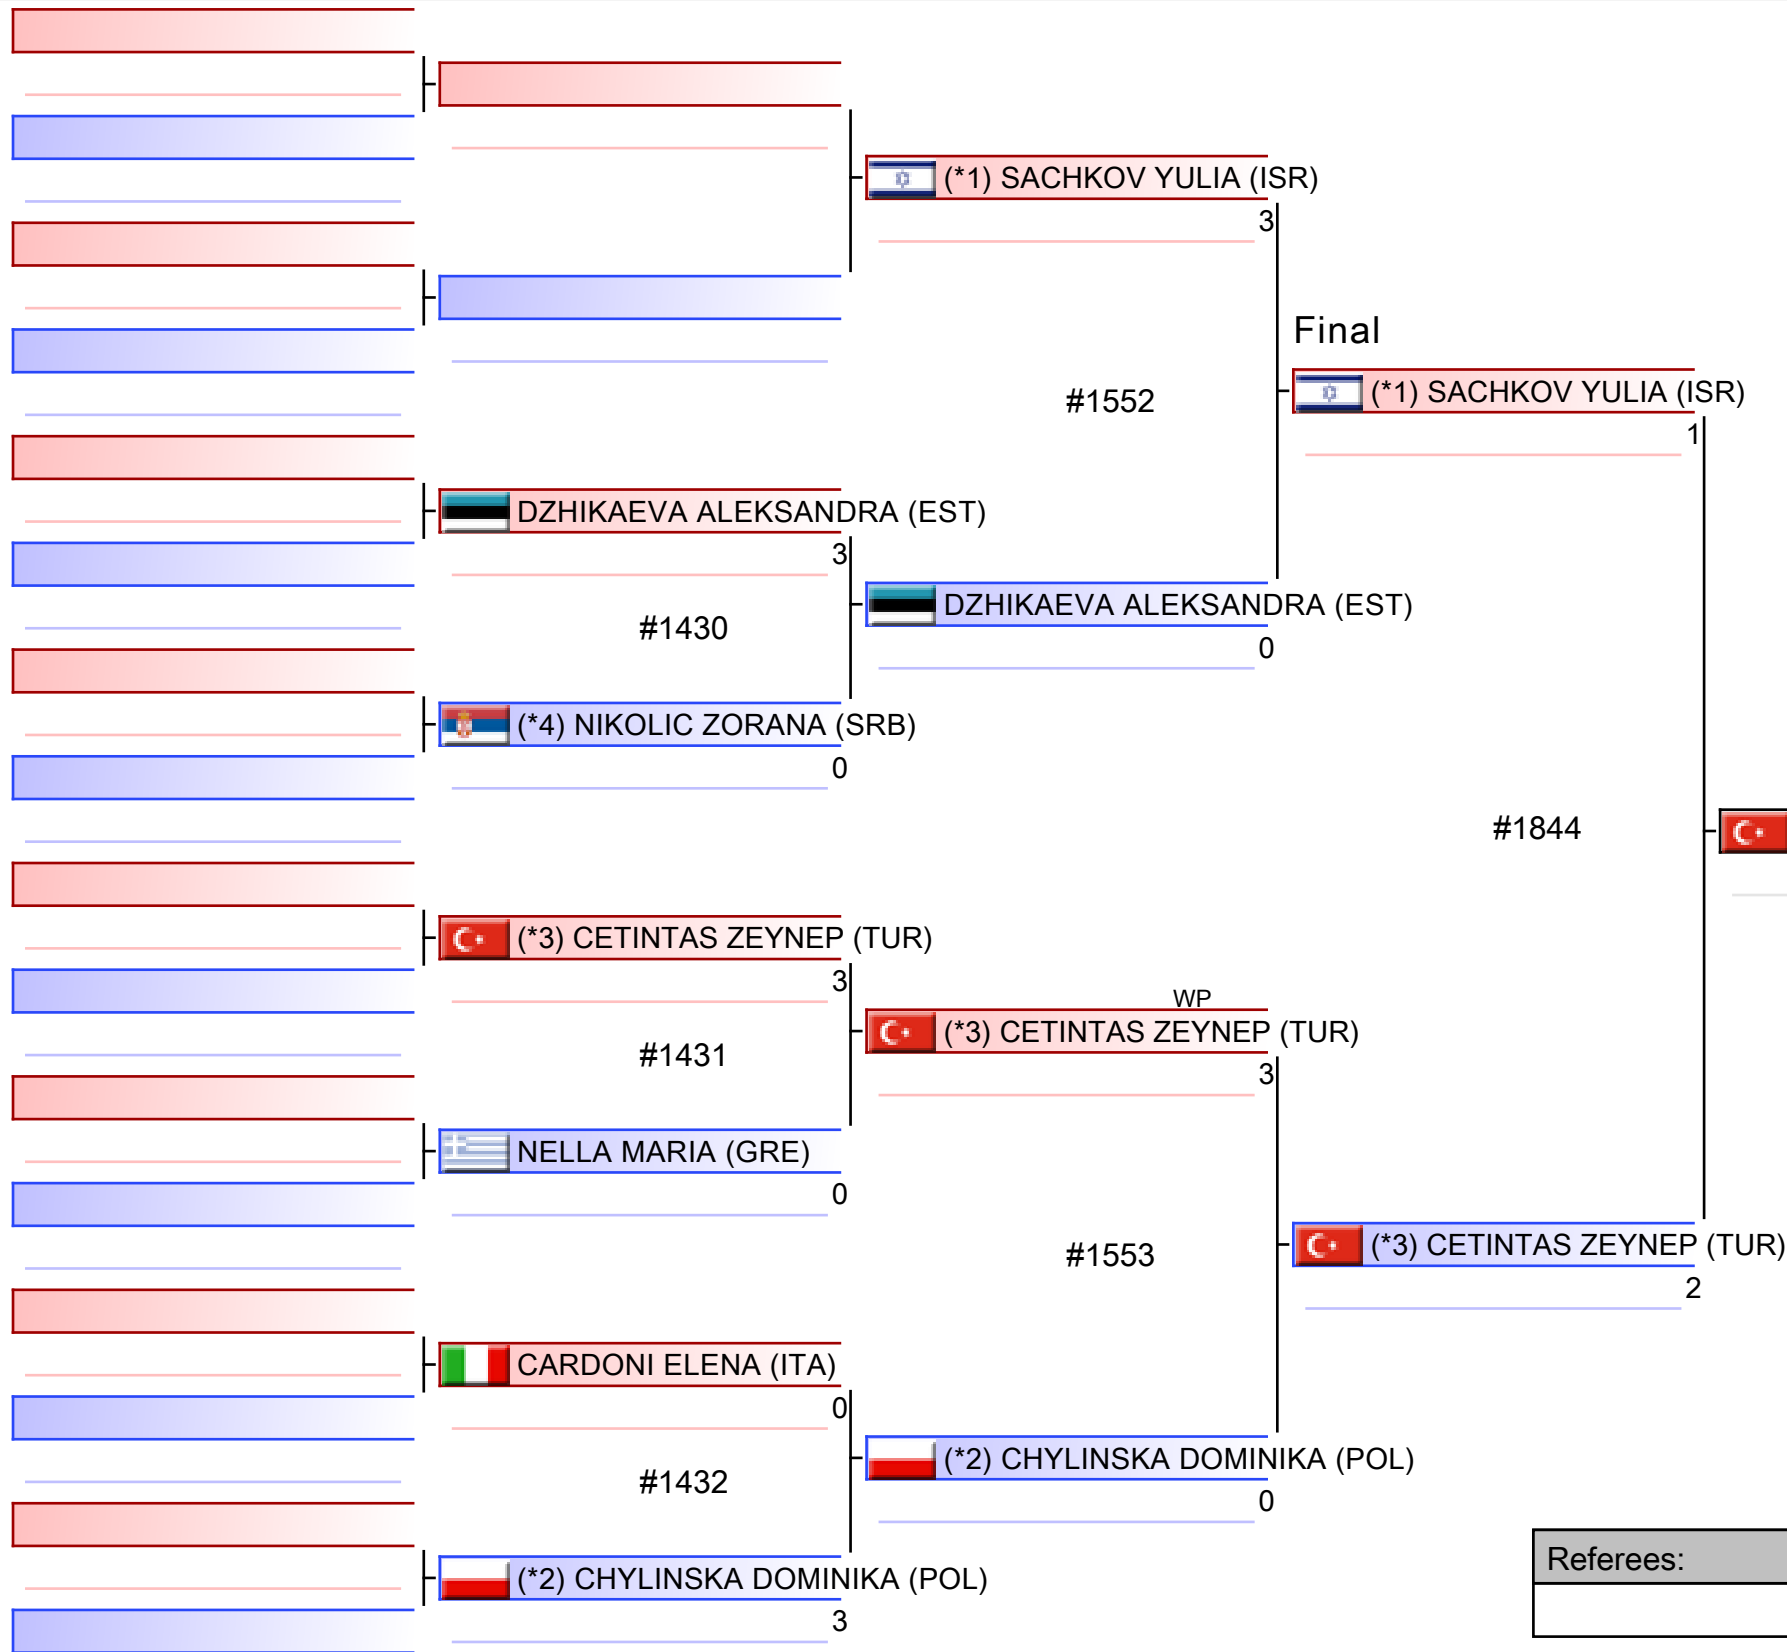 (*1) SACHKOV YULIA (ISR)
3
Final
#1552
(*1) SACHKOV YULIA (ISR)
1
DZHIKAEVA ALEKSANDRA (EST)
3
#1430
DZHIKAEVA ALEKSANDRA (EST)
0
(*4) NIKOLIC ZORANA (SRB)
0
#1844
(*3) CETINTAS ZEYNEP (TUR)
3
WP
(*3) CETINTAS ZEYNEP (TUR)
3
#1431
NELLA MARIA (GRE)
0
#1553
(*3) CETINTAS ZEYNEP (TUR)
2
CARDONI ELENA (ITA)
0
#1432
(*2) CHYLINSKA DOMINIKA (POL)
0
(*2) CHYLINSKA DOMINIKA (POL)
3
Referees: